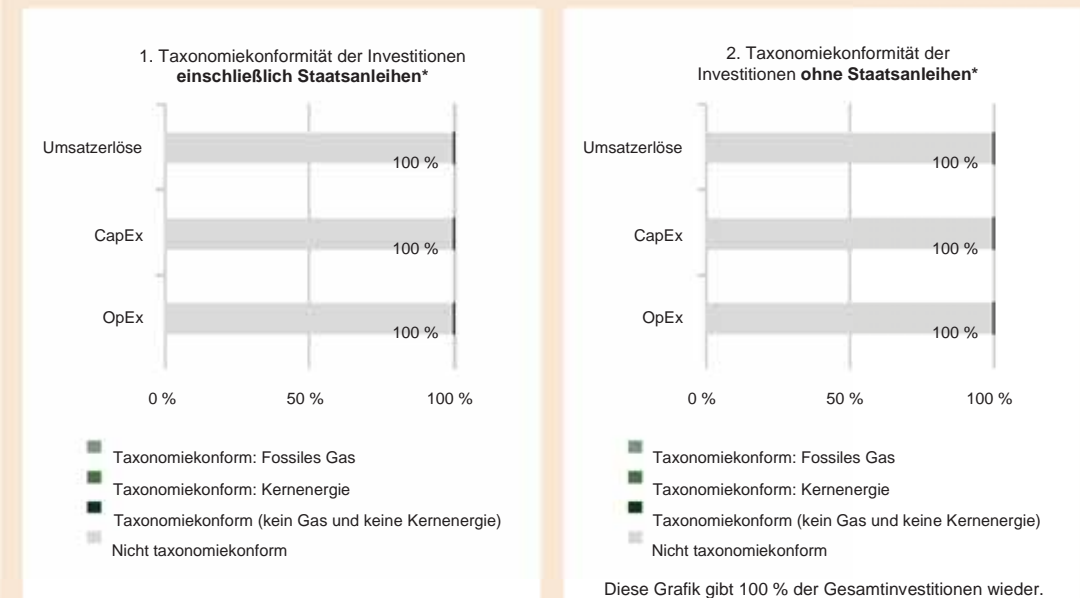 1. Taxonomiekonformität der Investitionen
einschließlich Staatsanleihen*
Umsatzerlöse
100 %
CapEx
100 %
OpEx
100 %
0 %
50 %
100 %
Taxonomiekonform: Fossiles Gas
Taxonomiekonform: Kernenergie
Taxonomiekonform (kein Gas und keine Kernenergie)
Nicht taxonomiekonform
2. Taxonomiekonformität der
Investitionen ohne Staatsanleihen*
Umsatzerlöse
100 %
CapEx
100 %
OpEx
100 %
0 %
50 %
100 %
Taxonomiekonform: Fossiles Gas
Taxonomiekonform: Kernenergie
Taxonomiekonform (kein Gas und keine Kernenergie)
Nicht taxonomiekonform
Diese Grafik gibt 100 % der Gesamtinvestitionen wieder.